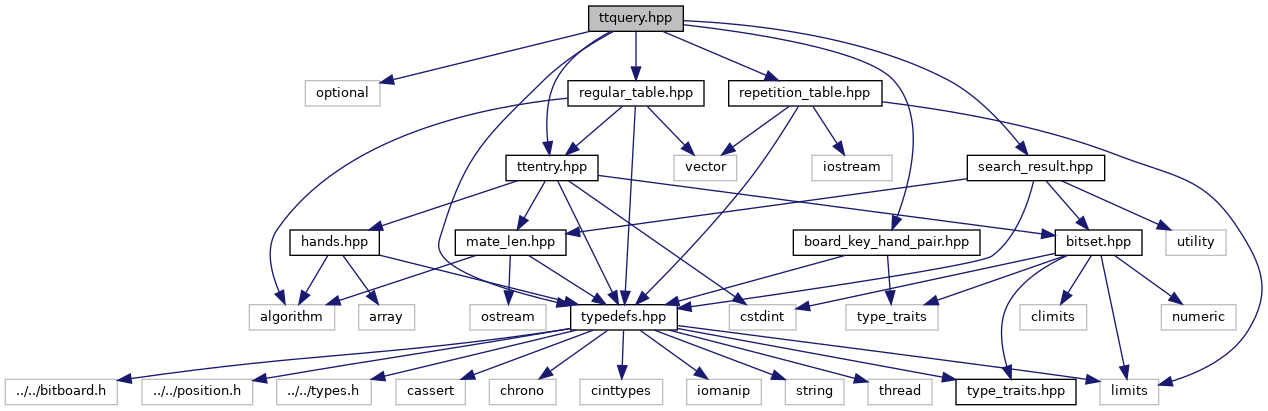 ttquery.hpp
optional
regular_table.hpp
repetition_table.hpp
ttentry.hpp
vector
iostream
search_result.hpp
hands.hpp
mate_len.hpp
board_key_hand_pair.hpp
bitset.hpp
utility
algorithm
array
ostream
typedefs.hpp
cstdint
type_traits
climits
numeric
../../bitboard.h
../../position.h
../../types.h
cassert
chrono
cinttypes
iomanip
string
thread
type_traits.hpp
limits